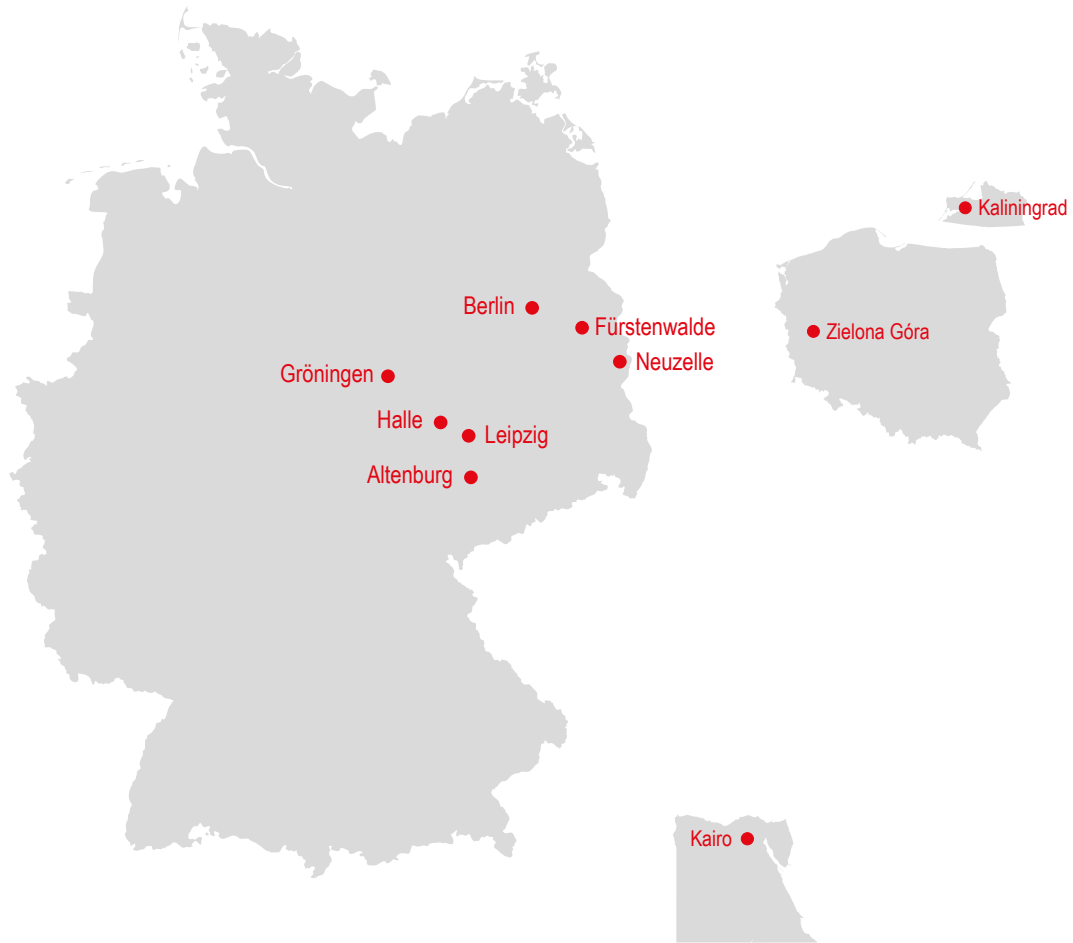 Kaliningrad
Berlin
Fürstenwalde
Zielona Góra
Neuzelle
Gröningen
Halle
Leipzig
Altenburg
Kairo